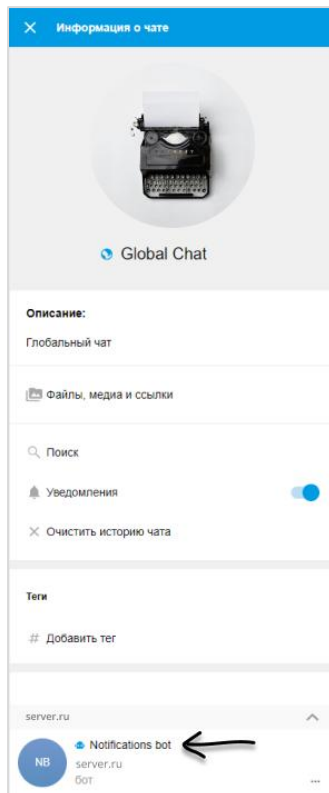 Информация о чате
Global Chat
Описание:
Глобальный чат
Файлы, медиа и ссылки
Поиск
Уведомления
Очистить историю чата
Теги
# Добавить тег
server.ru
NB
Notifications bot
server.ru
бот
...